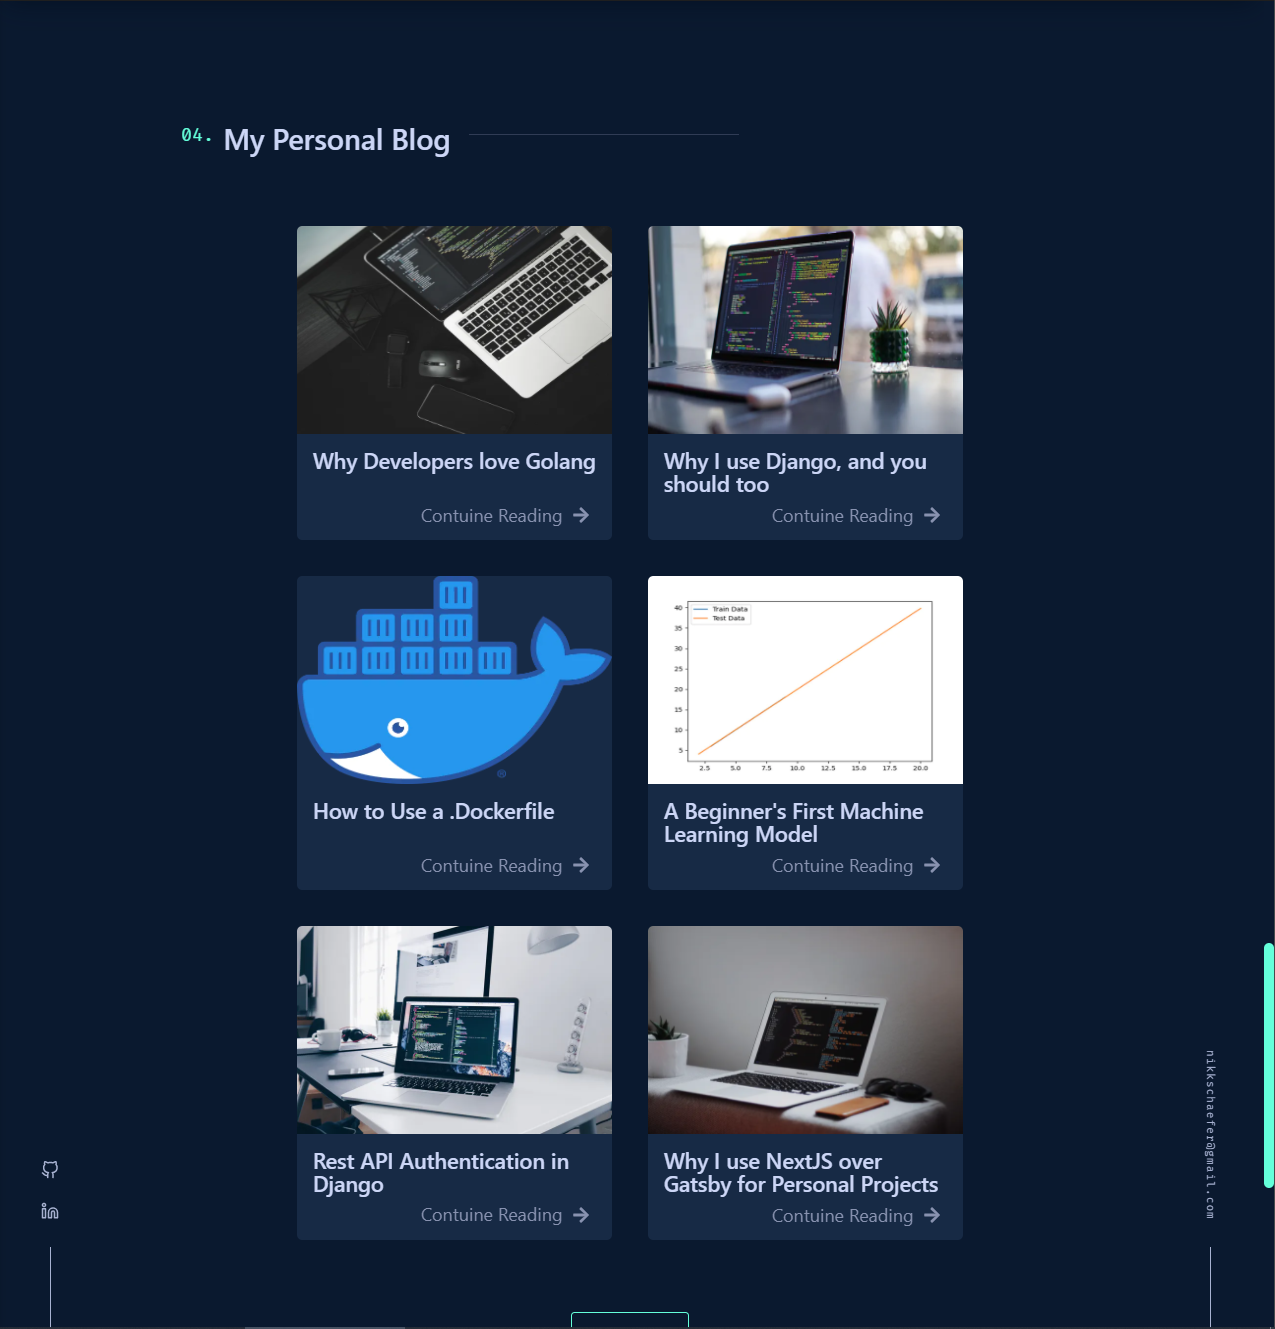 04. My Personal Blog
Why Developers love Golang
Contuine Reading
Why I use Django, and you
should too
Contuine Reading
How to Use a .Dockerfile
Contuine Reading
Train Data
Test Data
40
35
30
25
20
15
10
5
2.5 5.0 7.5 10.0 12.5 15.0 17.5 20.0
A Beginner's First Machine
Learning Model
Contuine Reading
Rest API Authentication in
Django
Contuine Reading
Why I use NextJS over
Gatsby for Personal Projects
Contuine Reading
nikkschaefer@gmail.com